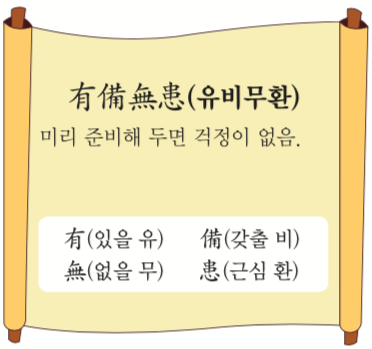 有備無患(유비무환)
미리 준비해 두면 걱정이 없음.
有(있을 유) 備(갖출 비)
無(없을 무) 患(근심 환)